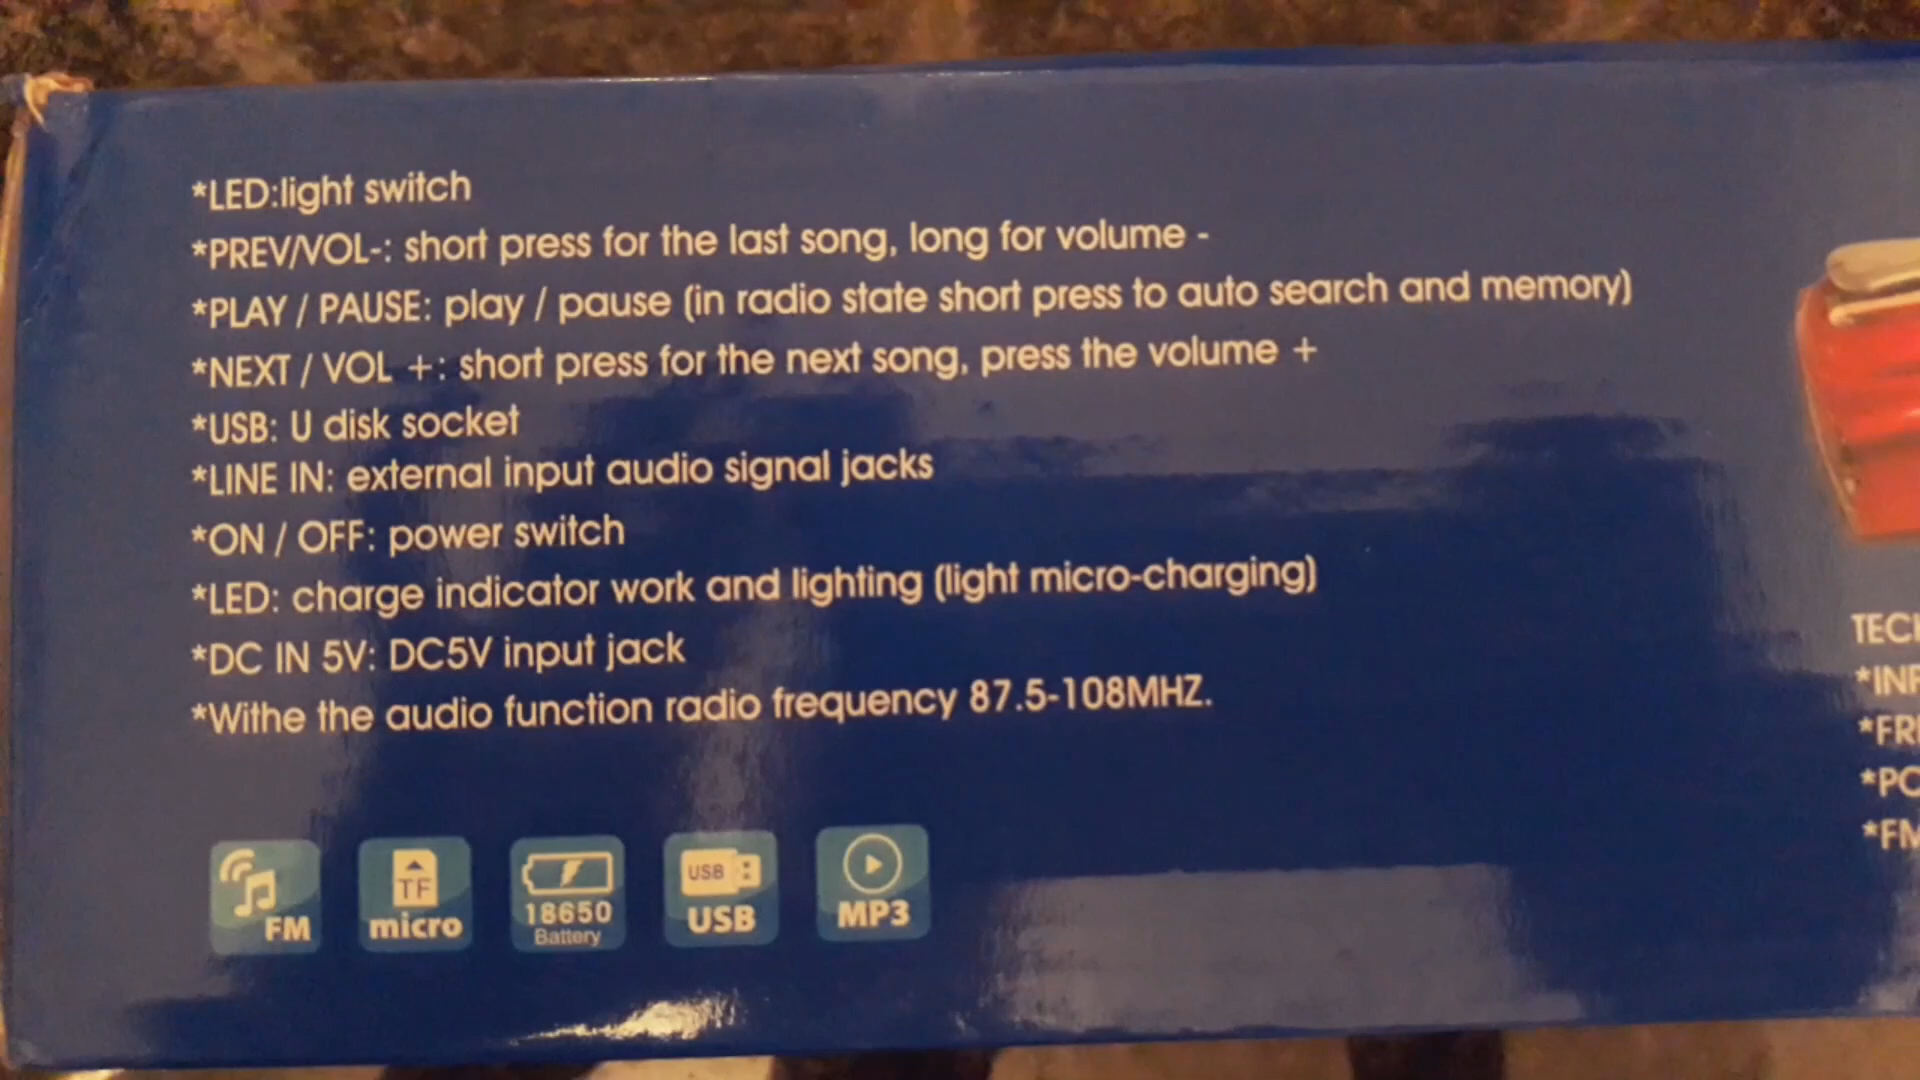 *LED:light switch
*PREV/VOL-: short press for the last song, long for volume -
*PLAY / PAUSE: play / pause (in radio state short press to auto search and memory)
*NEXT / VOL +: short press for the next song, press the volume +
*USB: U disk socket
*LINE IN: external input audio signal jacks
*ON / OFF: power switch
*LED: charge indicator work and lighting (light micro-charging)
*DC IN 5V: DC5V input jack
*Withe the audio function radio frequency 87.5-108MHZ.
FM
TF
micro
18650
Battery
USB
USB
MP3